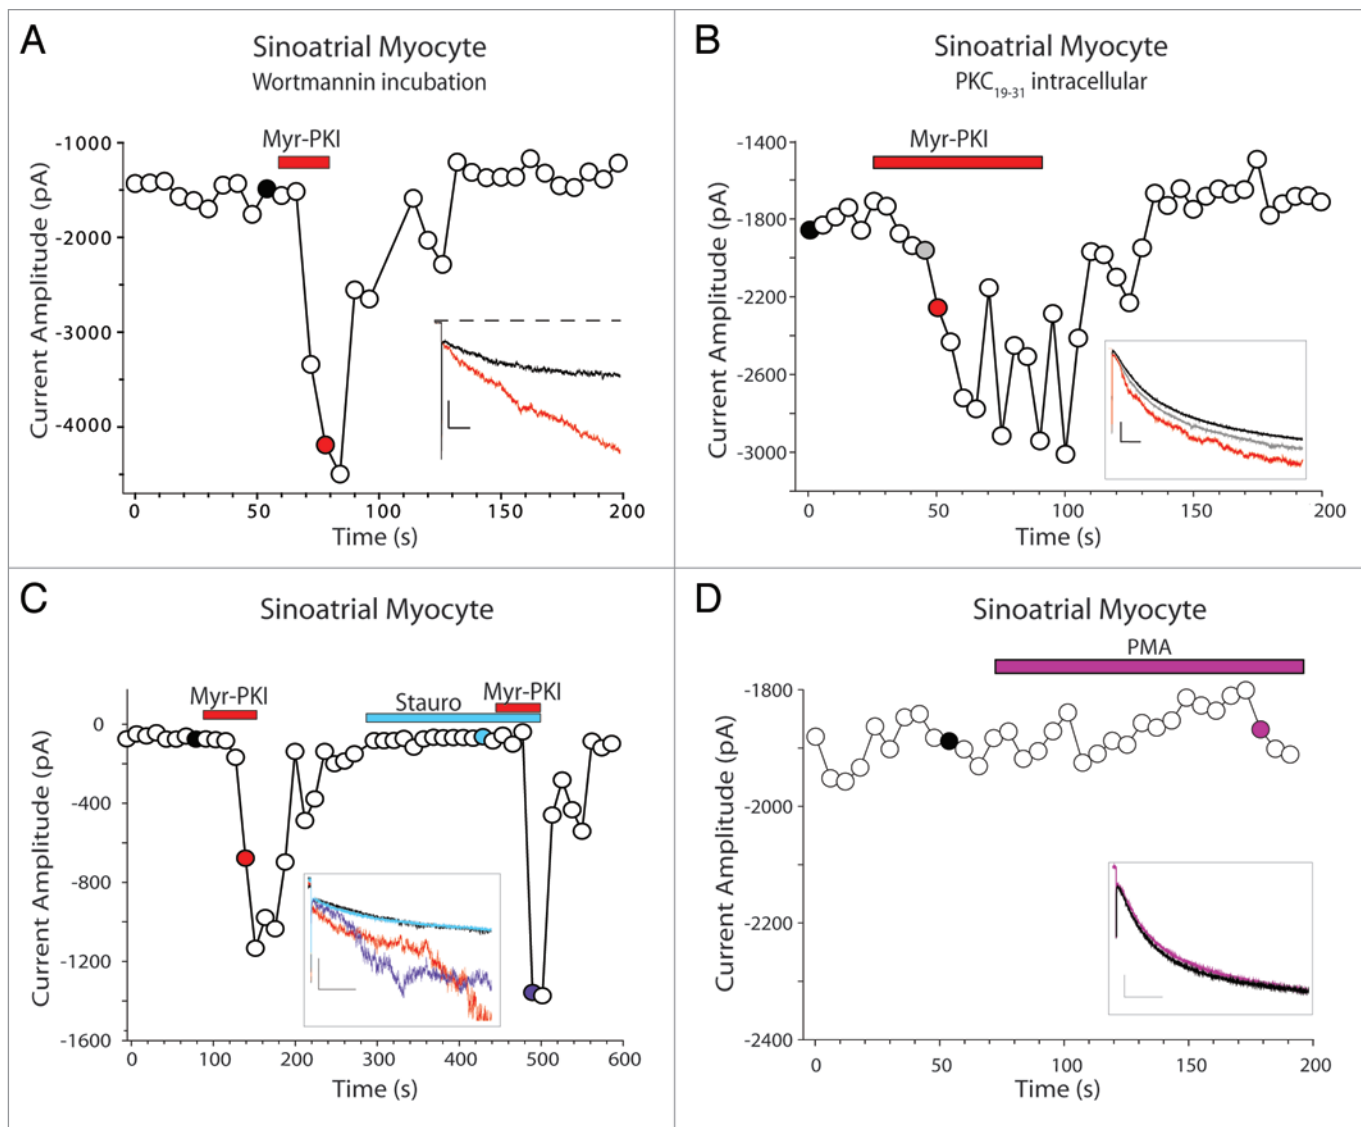 A
Sinoatrial Myocyte
Wortmannin incubation
Myr-PKI
-1000
-2000
-3000
-4000
Current Amplitude (pA)
0
50
100
150
200
Time (s)
B
Sinoatrial Myocyte
PKC19-31 intracellular
Myr-PKI
-1400
-1800
-2200
-2600
-3000
Current Amplitude (pA)
0
50
100
150
200
Time (s)
C
Sinoatrial Myocyte
Myr-PKI
Stauro
Myr-PKI
0
-400
-800
-1200
-1600
Current Amplitude (pA)
0
100
200
300
400
500
600
Time (s)
D
Sinoatrial Myocyte
PMA
-1800
-2000
-2200
-2400
Current Amplitude (pA)
0
50
100
150
200
Time (s)